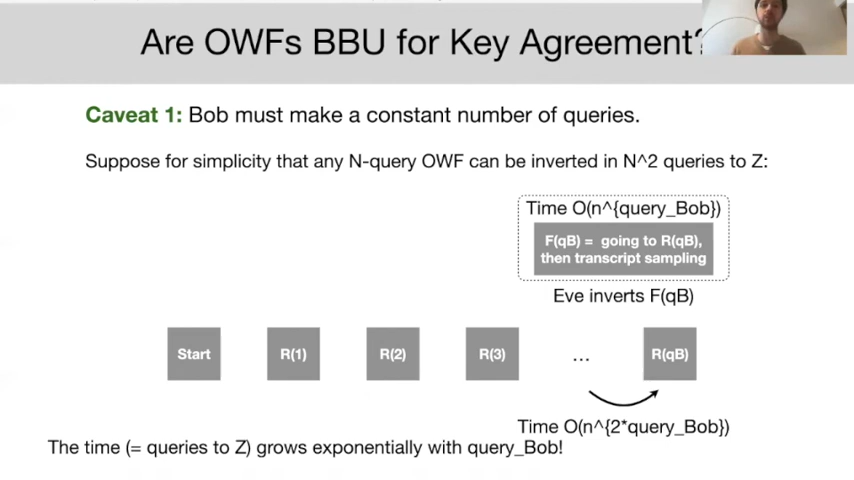 Are OWFs BBU for Key Agreement?
Caveat 1: Bob must make a constant number of queries.
Suppose for simplicity that any N-query OWF can be inverted in N^2 queries to Z:
Time O(n^{query_Bob})
F(qB) = going to R(qB),
then transcript sampling
Eve inverts F(qB)
Start R(1) R(2) R(3) ... R(qB)
Time O(n^{2*query_Bob})
The time (= queries to Z) grows exponentially with query_Bob!